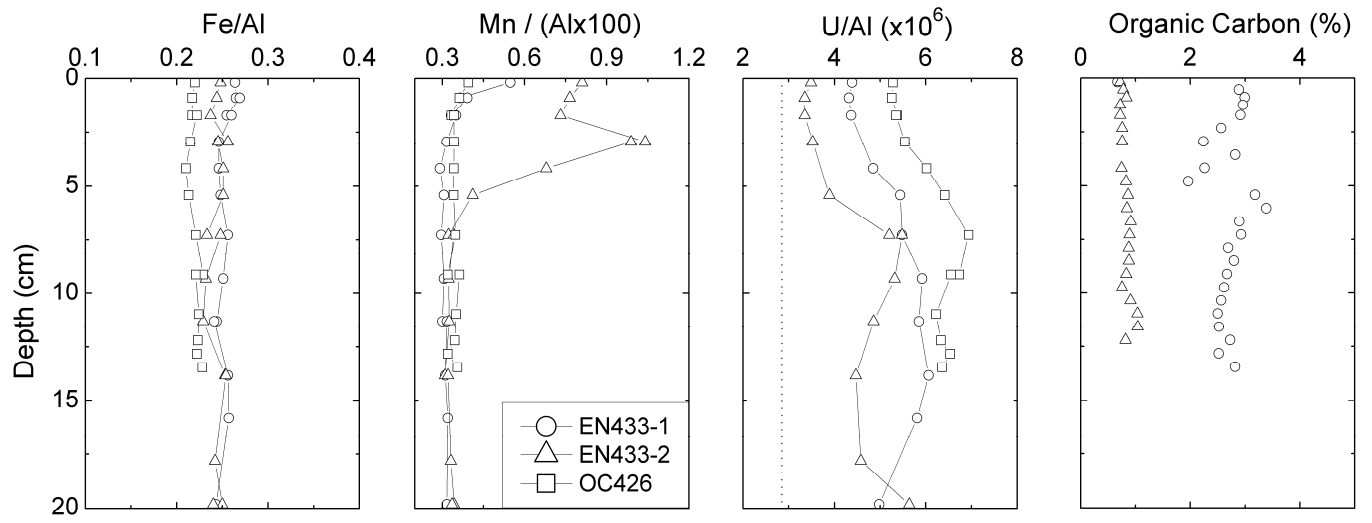 Fe/Al
Mn / (Alx100)
U/Al (x10⁶)
Organic Carbon (%)
0.1 0.2 0.3 0.4
0.3 0.6 0.9 1.2
2 4 6 8
0 2 4
0
5
10
15
20
Depth (cm)
EN433-1
EN433-2
OC426